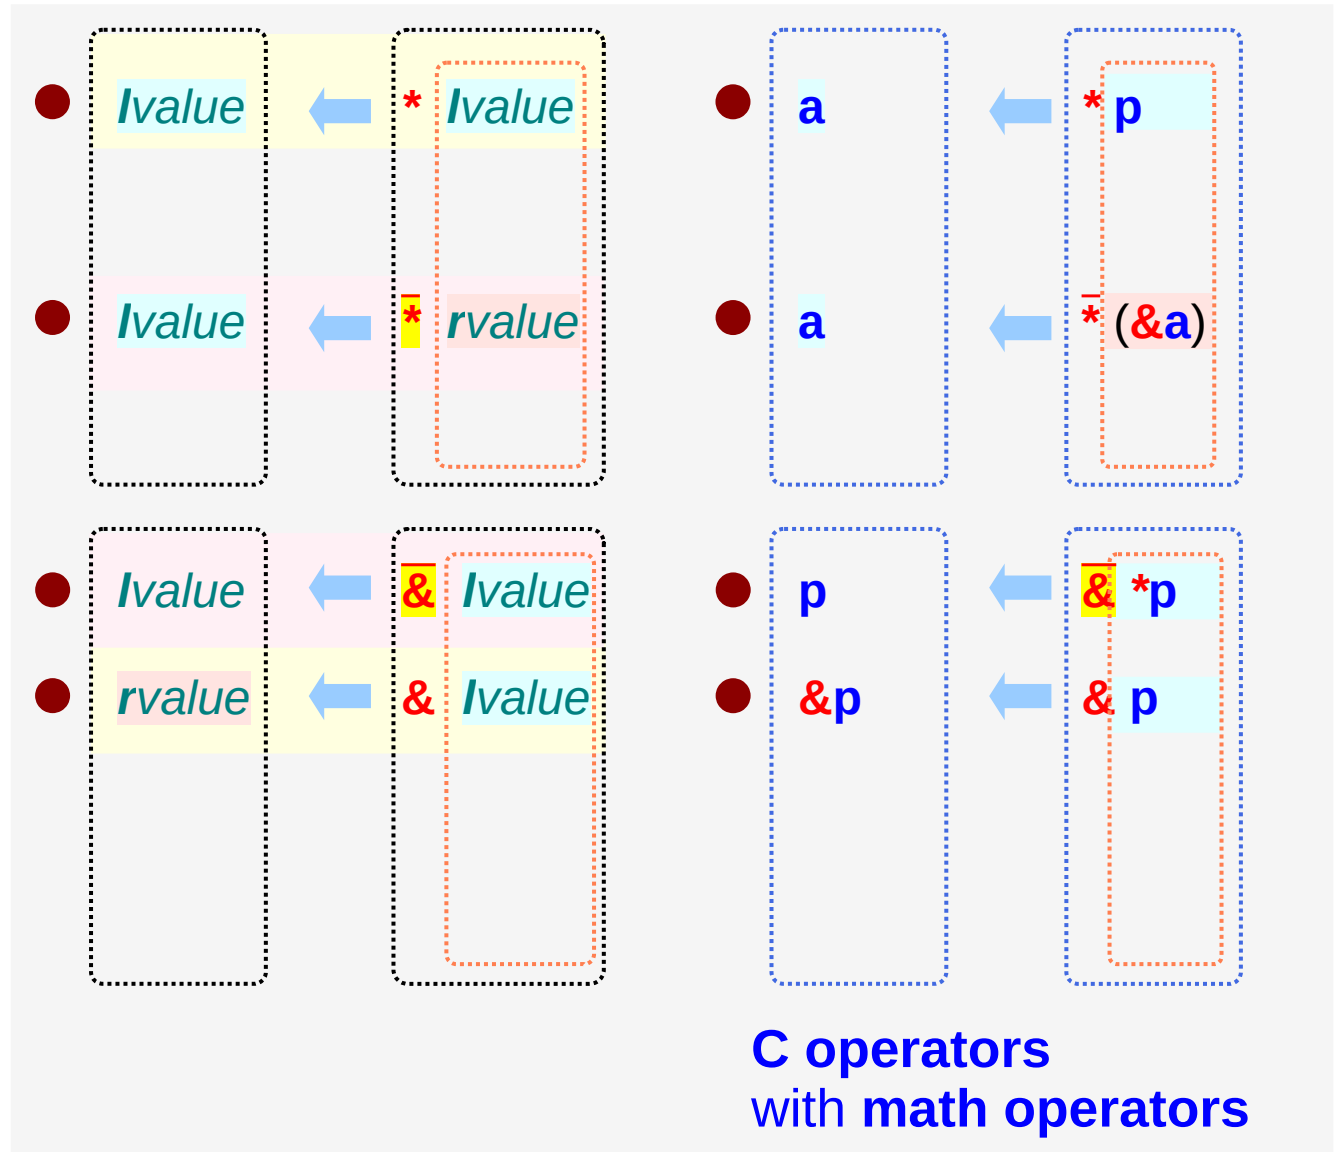 lvalue * lvalue a *p
lvalue *̅ rvalue a *̅ (&a)
lvalue &̅ lvalue p &̅ *p
rvalue & lvalue &p & p
C operators
with math operators